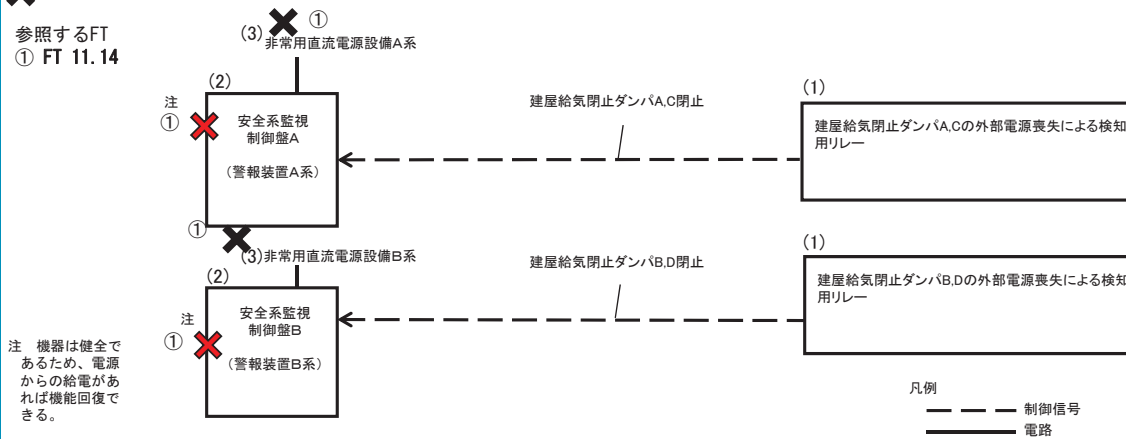 参照するFT
① FT 11.14
(3)
①
非常用直流電源設備A系
(2)
注
①
安全系監視
制御盤A
(警報装置A系)
建屋給気閉止ダンパA,C閉止
(1)
建屋給気閉止ダンパA,Cの外部電源喪失による検知
用リレー
①
(3)非常用直流電源設備B系
(2)
注
①
安全系監視
制御盤B
(警報装置B系)
建屋給気閉止ダンパB,D閉止
(1)
建屋給気閉止ダンパB,Dの外部電源喪失による検知
用リレー
注 機器は健全で
あるため、電源
からの給電があ
れば機能回復で
きる。
凡例
制御信号
電路